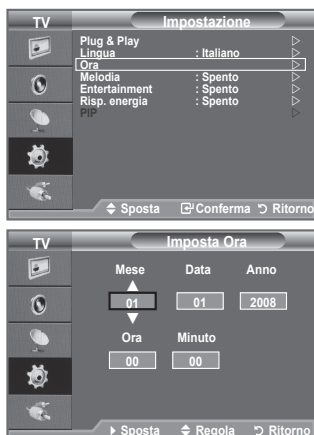 TV Impostazione
Plug & Play
Lingua : Italiano
Ora
Melodia : Spento
Entertainment : Spento
Risp. energia : Spento
PIP
Sposta Conferma Ritorno
TV Imposta Ora
Mese Data Anno
01 01 2008
Ora Minuto
00 00
Sposta Regola Ritorno